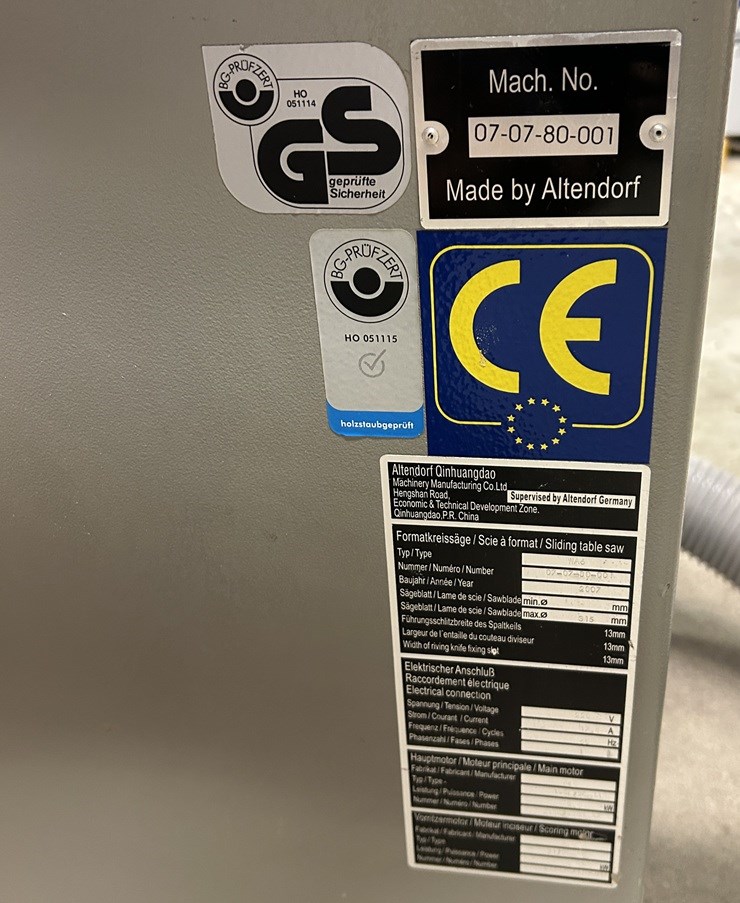 BG-PRÜFZERT
HO
051114
GS
geprüfte
Sicherheit
Mach. No.
07-07-80-001
Made by Altendorf
BG-PRÜFZERT
HO 051115
holzstaubgeprüft
CE
Altendorf Qinhuangdao
Machinery Manufacturing Co.Ltd
Hengshan Road,
Economic & Technical Development Zone.
Qinhuangdao,P.R. China
Supervised by Altendorf Germany
Formatkreissäge / Scie à format / Sliding table saw
Typ / Type
Nummer / Numéro / Number
Baujahr / Année / Year 2007
Sägeblatt / Lame de scie / Sawblade min.ø mm
Sägeblatt / Lame de scie / Sawblade max.ø 315 mm
Führungsschlitzbreite des Spaltkeils 13mm
Largeur de l´entaille du couteau diviseur 13mm
Width of riving knife fixing slot 13mm
Elektrischer Anschluß
Raccordement électrique
Electrical connection
Spannung / Tension / Voltage V
Strom / Courant / Current A
Frequenz / Fréquence / Cycles Hz
Phasenzahl / Fases / Phases
Hauptmotor / Moteur principale / Main motor
Fabrikat / Fabricant / Manufacturer
Typ / Type
Leistung / Puissance / Power kW
Nummer / Numéro / Number
Vorritzermotor / Moteur inciseur / Scoring motor
Fabrikat / Fabricant / Manufacturer
Typ / Type
Leistung / Puissance / Power kW
Nummer / Numéro / Number